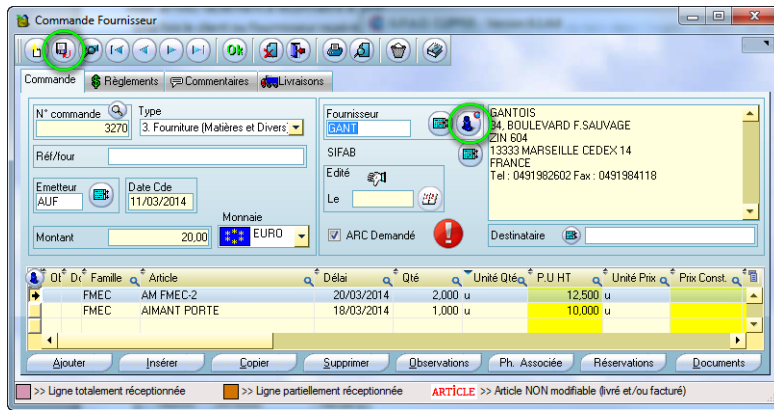 Commande Fournisseur
Ok
Commande Règlements Commentaires Livraisons
N° commande Type
3270 3. Fourniture (Matières et Divers)
Réf/four
Emetteur Date Cde
AUF 11/03/2014
Monnaie
Montant 20,00 EURO
Fournisseur
GANT
SIFAB
Edité
Le
ARC Demandé
GANTOIS
34, BOULEVARD F.SAUVAGE
ZIN 604
13333 MARSEILLE CEDEX 14
FRANCE
Tel : 0491982602 Fax : 0491984118
Destinataire
Famille Article Délai Qté Unité Qté P.U HT Unité Prix Prix Const.
FMEC AM FMEC-2 20/03/2014 2,000 u 12,500 u
FMEC AIMANT PORTE 18/03/2014 1,000 u 10,000 u
Ajouter Insérer Copier Supprimer Observations Ph. Associée Réservations Documents
>> Ligne totalement réceptionnée >> Ligne partiellement réceptionnée ARTICLE >> Article NON modifiable (livré et/ou facturé)